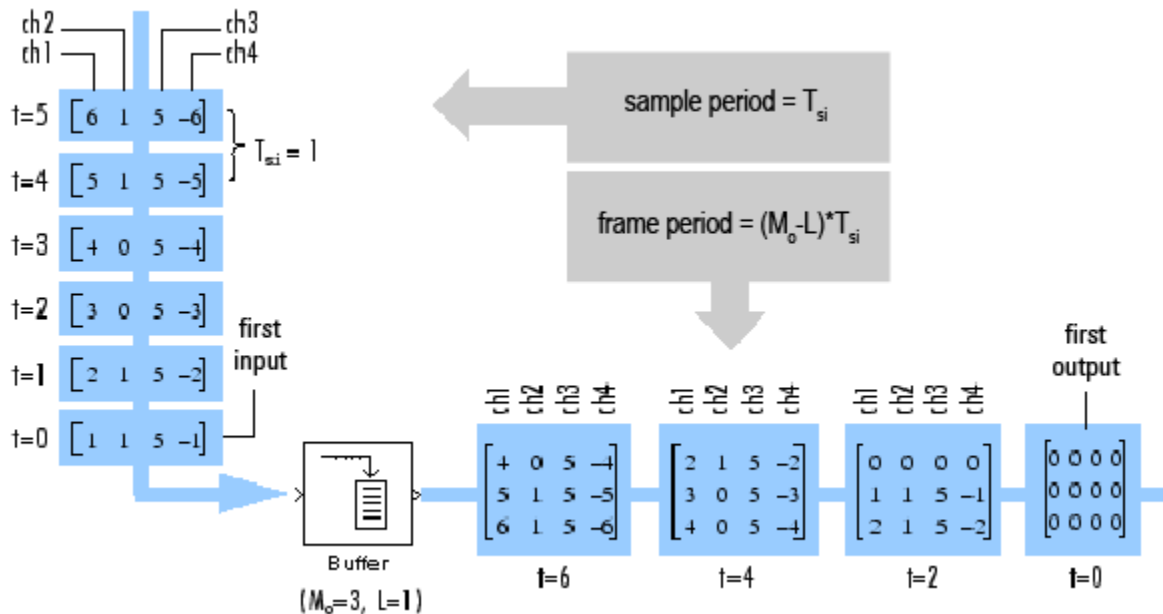 ch2
ch3
ch1
ch4
t=5 [6 1 5 −6]
T_si = 1
t=4 [5 1 5 −5]
t=3 [4 0 5 −4]
t=2 [3 0 5 −3]
t=1 [2 1 5 −2]
t=0 [1 1 5 −1]
first
input
sample period = T_si
frame period = (M_o-L)*T_si
first
output
Buffer
(M_o=3, L=1)
ch1 ch2 ch3 ch4
4 0 5 −4
5 1 5 −5
6 1 5 −6
t=6
ch1 ch2 ch3 ch4
2 1 5 −2
3 0 5 −3
4 0 5 −4
t=4
ch1 ch2 ch3 ch4
0 0 0 0
1 1 5 −1
2 1 5 −2
t=2
0 0 0 0
0 0 0 0
0 0 0 0
t=0